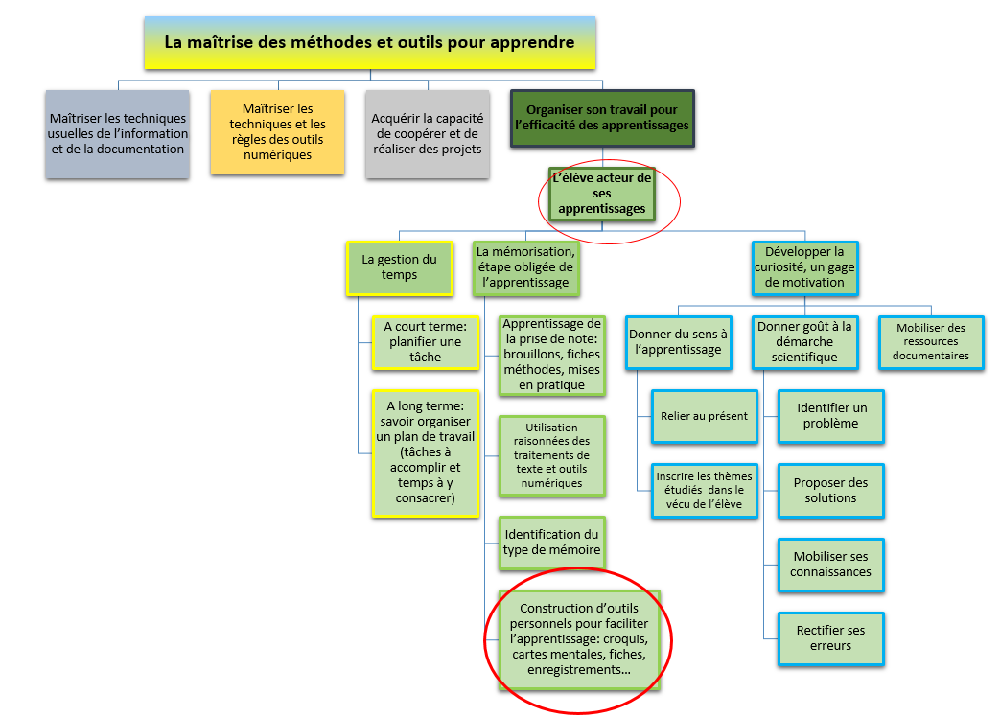 La maîtrise des méthodes et outils pour apprendre
Maîtriser les techniques
usuelles de l’information
et de la documentation
Maîtriser les
techniques et les
règles des outils
numériques
Acquérir la capacité
de coopérer et de
réaliser des projets
Organiser son travail pour
l’efficacité des apprentissages
L’élève acteur de
ses
apprentissages
La gestion du
temps
La mémorisation,
étape obligée de
l’apprentissage
Développer la
curiosité, un gage
de motivation
A court terme:
planifier une
tâche
A long terme:
savoir organiser
un plan de travail
(tâches à
accomplir et
temps à y
consacrer)
Apprentissage de
la prise de note:
brouillons, fiches
méthodes, mises
en pratique
Utilisation
raisonnées des
traitements de
texte et outils
numériques
Identification du
type de mémoire
Construction d’outils
personnels pour faciliter
l’apprentissage: croquis,
cartes mentales, fiches,
enregistrements…
Donner du sens à
l’apprentissage
Relier au présent
Inscrire les thèmes
étudiés dans le
vécu de l’élève
Donner goût à la
démarche
scientifique
Identifier un
problème
Proposer des
solutions
Mobiliser ses
connaissances
Rectifier ses
erreurs
Mobiliser des
ressources
documentaires